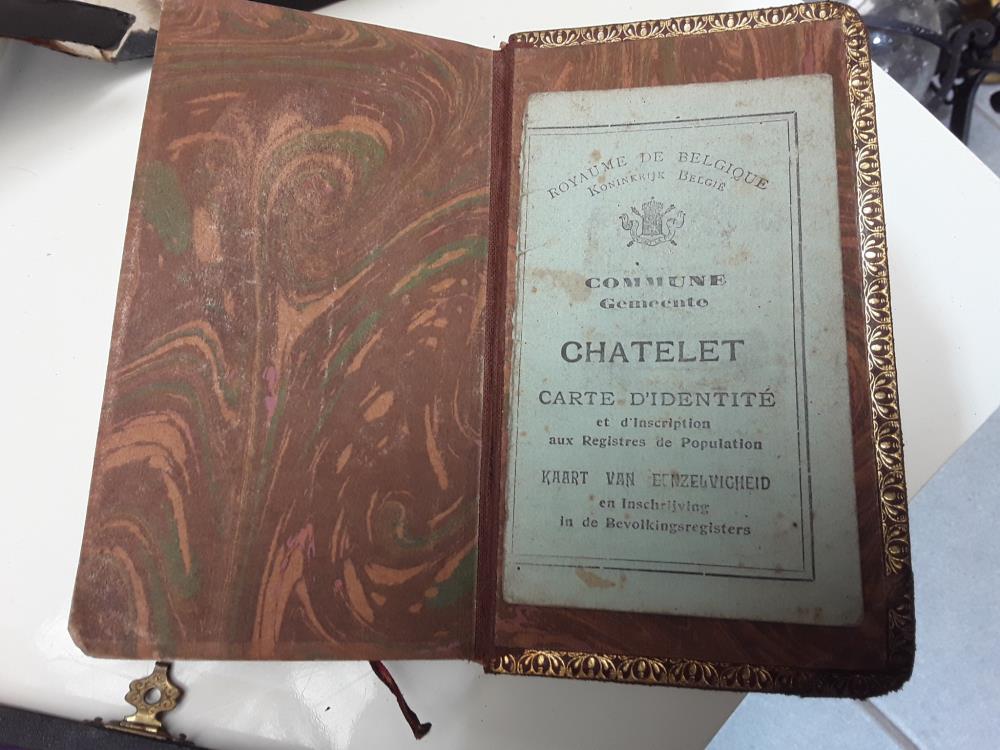 ROYAUME DE BELGIQUE
KONINKRIJK BELGIË
COMMUNE
Gemeente
CHATELET
CARTE D'IDENTITÉ
et d'Inscription
aux Registres de Population
KAART VAN EENZELVIGHEID
en Inschrijving
in de Bevolkingsregisters